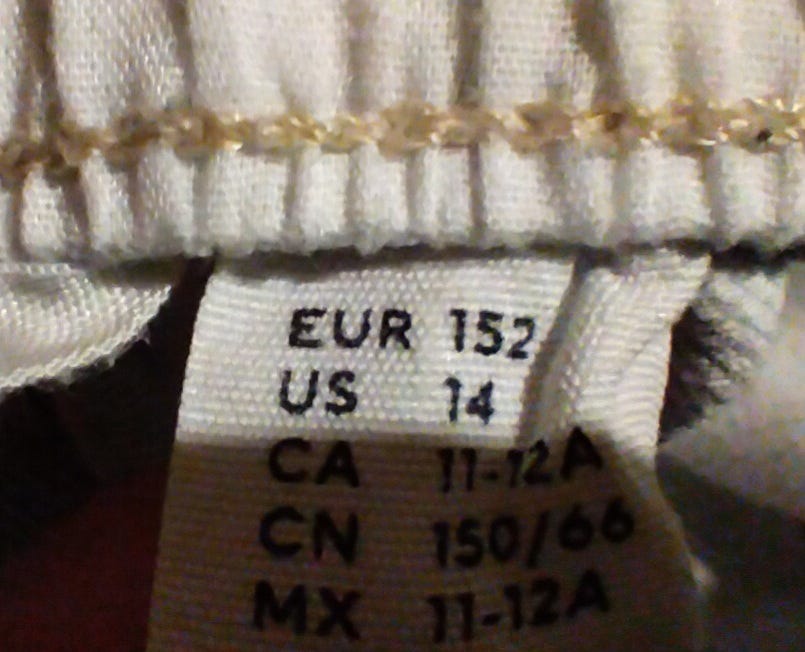 EUR 152
US 14
CA 11-12A
CN 150/66
MX 11-12A